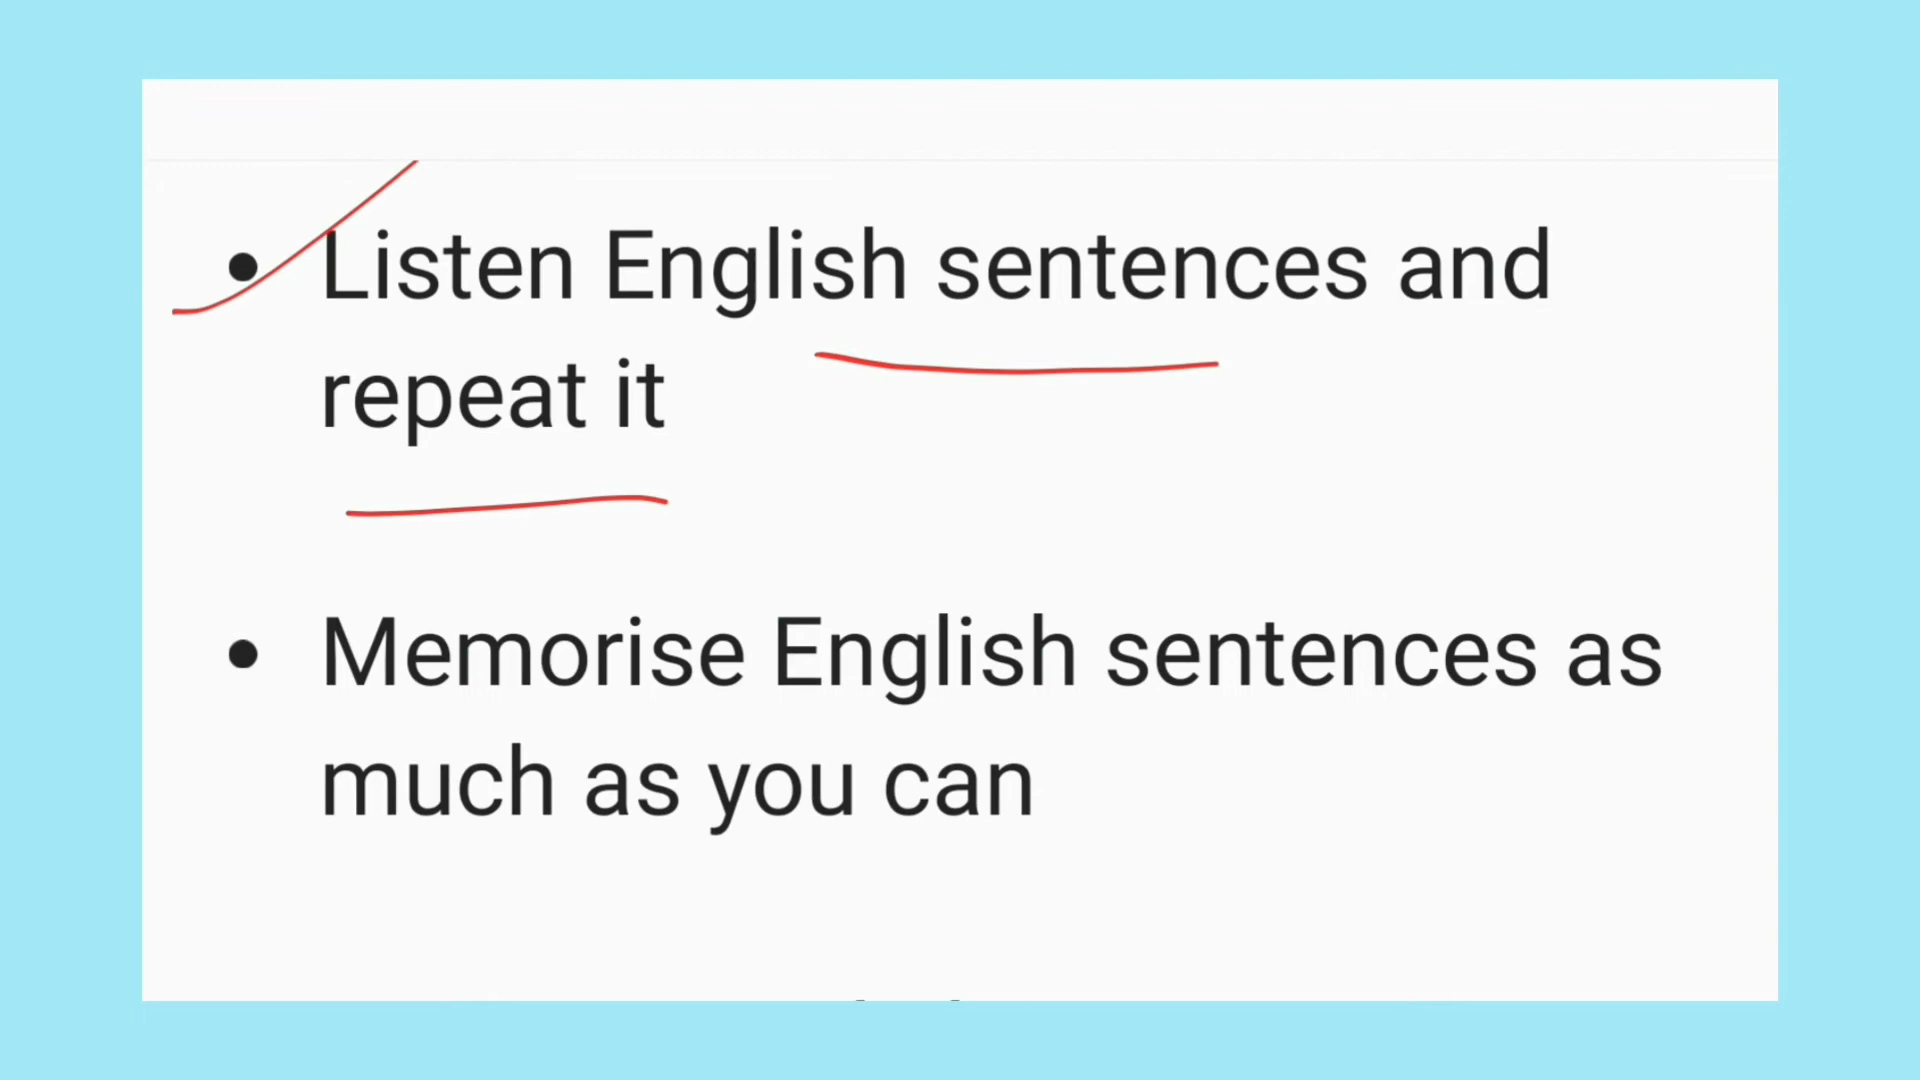 • Listen English sentences and
repeat it
• Memorise English sentences as
much as you can